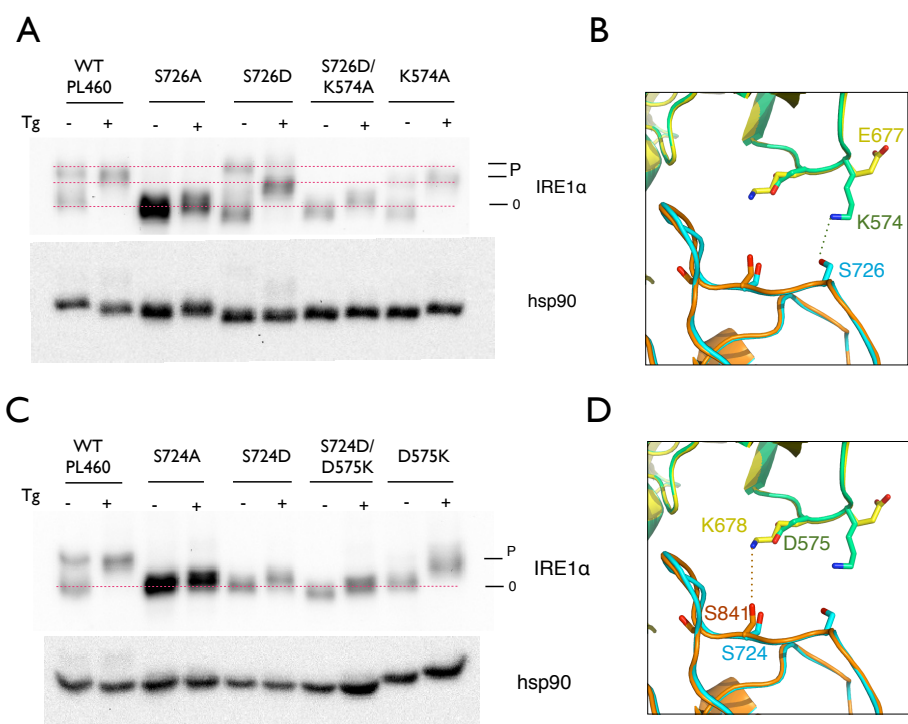 A
WT
PL460
S726A
S726D
S726D/
K574A
K574A
Tg
- + - + - + - + - +
P
IRE1α
0
hsp90
B
E677
K574
S726
C
WT
PL460
S724A
S724D
S724D/
D575K
D575K
Tg
- + - + - + - + - +
P
IRE1α
0
hsp90
D
K678
D575
S841
S724